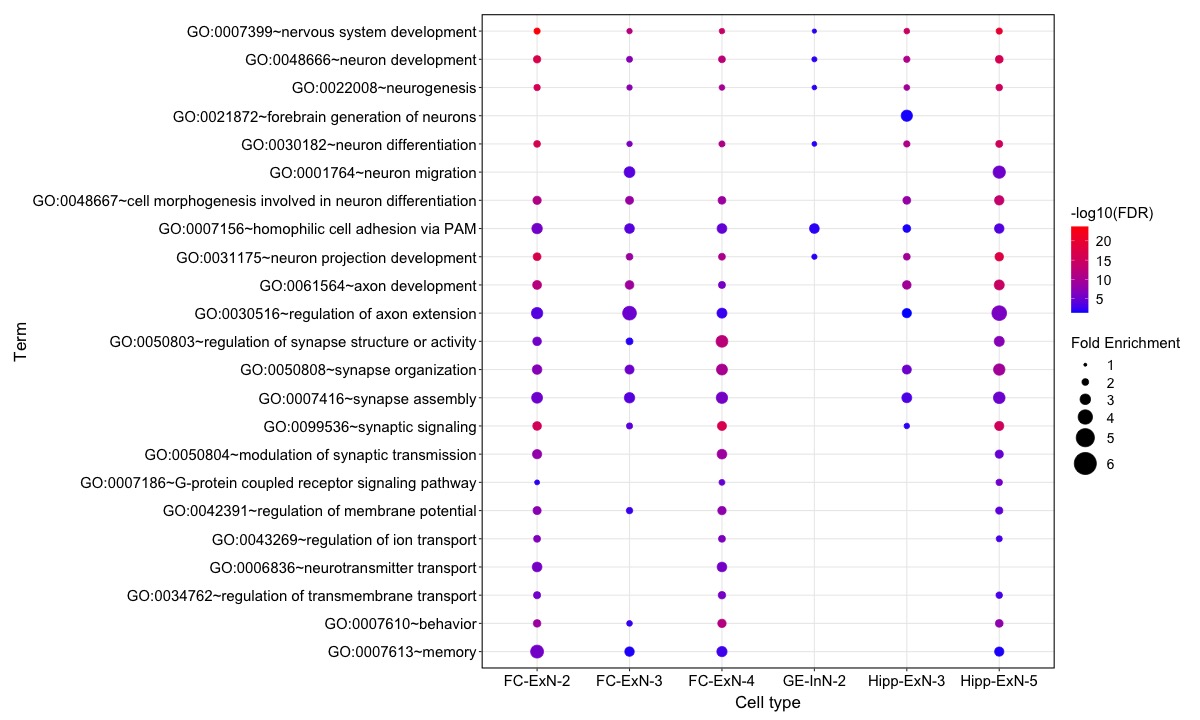 GO:0007399~nervous system development
GO:0048666~neuron development
GO:0022008~neurogenesis
GO:0021872~forebrain generation of neurons
GO:0030182~neuron differentiation
GO:0001764~neuron migration
GO:0048667~cell morphogenesis involved in neuron differentiation
GO:0007156~homophilic cell adhesion via PAM
GO:0031175~neuron projection development
GO:0061564~axon development
GO:0030516~regulation of axon extension
GO:0050803~regulation of synapse structure or activity
GO:0050808~synapse organization
GO:0007416~synapse assembly
GO:0099536~synaptic signaling
GO:0050804~modulation of synaptic transmission
GO:0007186~G-protein coupled receptor signaling pathway
GO:0042391~regulation of membrane potential
GO:0043269~regulation of ion transport
GO:0006836~neurotransmitter transport
GO:0034762~regulation of transmembrane transport
GO:0007610~behavior
GO:0007613~memory
Term
FC-ExN-2 FC-ExN-3 FC-ExN-4 GE-InN-2 Hipp-ExN-3 Hipp-ExN-5
Cell type
-log10(FDR)
20
15
10
5
Fold Enrichment
1
2
3
4
5
6